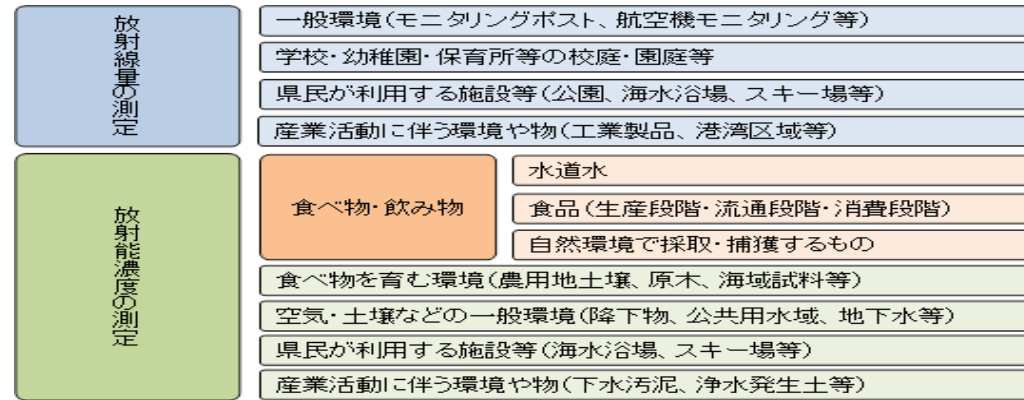 放射線量の測定
一般環境(モニタリングポスト、航空機モニタリング等)
学校・幼稚園・保育所等の校庭・園庭等
県民が利用する施設等(公園、海水浴場、スキー場等)
産業活動に伴う環境や物(工業製品、港湾区域等)
放射能濃度の測定
食べ物・飲み物
水道水
食品(生産段階・流通段階・消費段階)
自然環境で採取・捕獲するもの
食べ物を育む環境(農用地土壌、原木、海域試料等)
空気・土壌などの一般環境(降下物、公共用水域、地下水等)
県民が利用する施設等(海水浴場、スキー場等)
産業活動に伴う環境や物(下水汚泥、浄水発生土等)